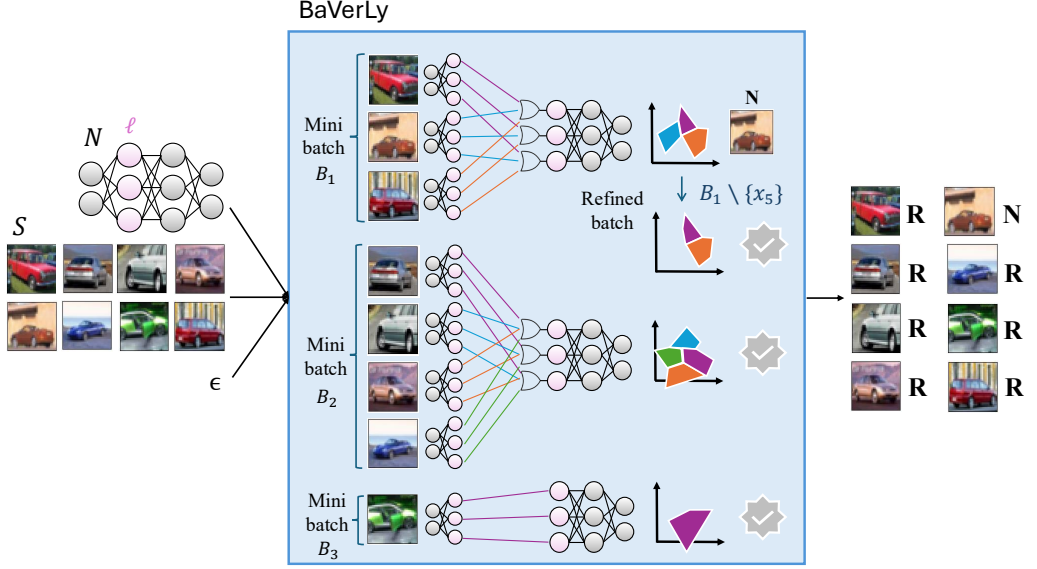 BaVerLy
N ℓ
S
ϵ
Mini
batch
B₁
N
B₁ \ {x₅}
Refined
batch
Mini
batch
B₂
Mini
batch
B₃
R N
R R
R R
R R